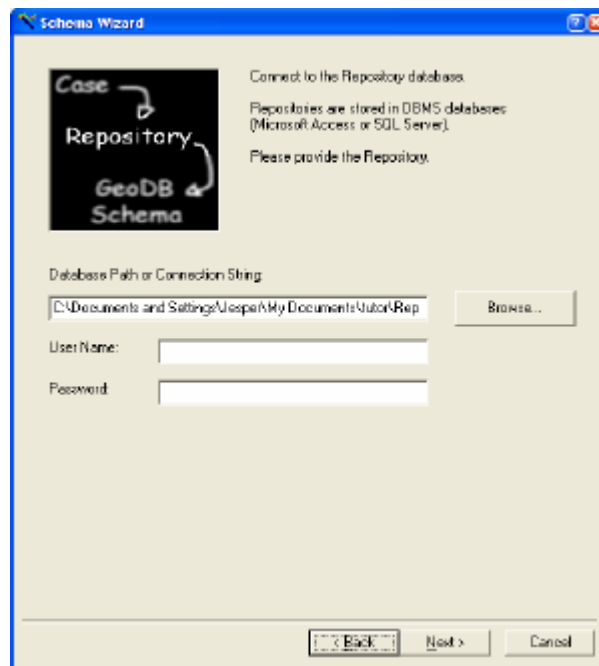 Schema Wizard
Case
Repository
GeoDB
Schema
Connect to the Repository database.
Repositories are stored in DBMS databases
(Microsoft Access or SQL Server).
Please provide the Repository.
Database Path or Connection String:
C:\Documents and Settings\Jesper\My Documents\tutor\Rep
Browse...
User Name:
Password:
< Back
Next >
Cancel